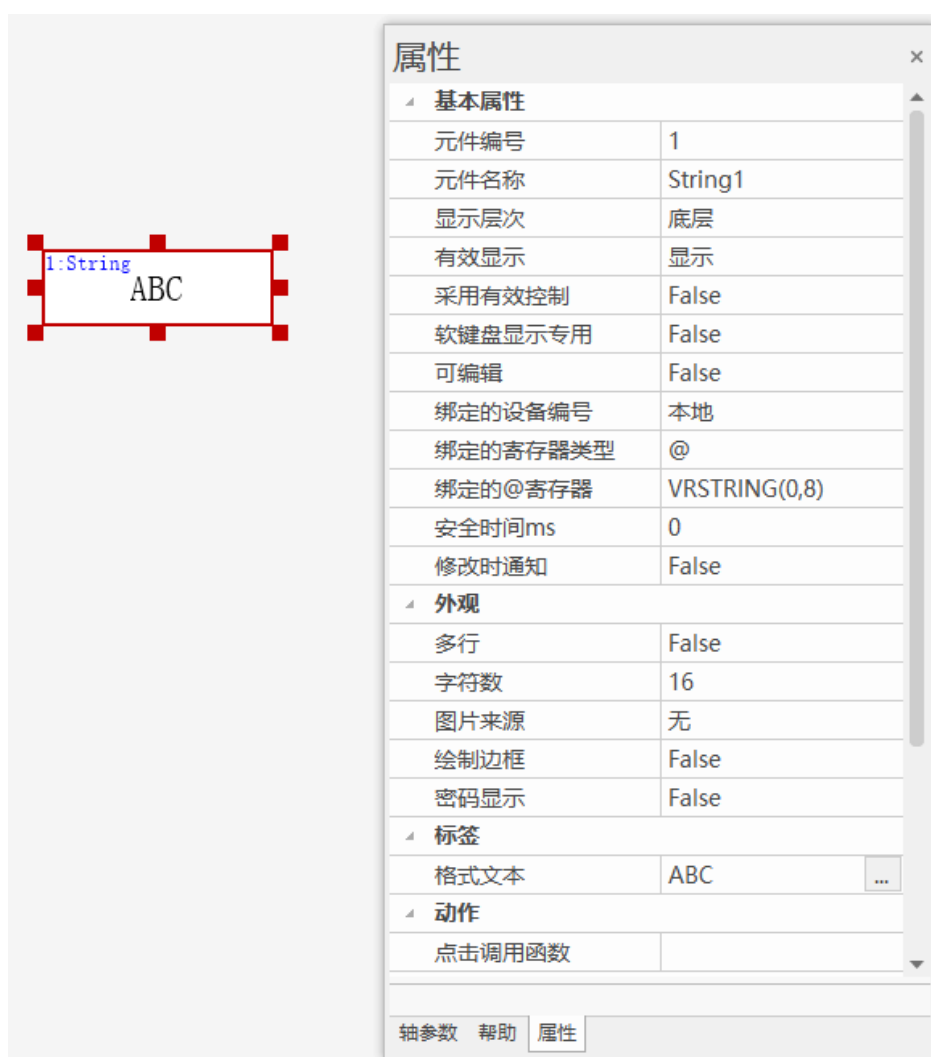 属性
基本属性
元件编号 1
元件名称 String1
显示层次 底层
有效显示 显示
采用有效控制 False
软键盘显示专用 False
可编辑 False
绑定的设备编号 本地
绑定的寄存器类型 @
绑定的@寄存器 VRSTRING(0,8)
安全时间ms 0
修改时通知 False
外观
多行 False
字符数 16
图片来源 无
绘制边框 False
密码显示 False
标签
格式文本 ABC ...
动作
点击调用函数
轴参数 帮助 属性
1:String
ABC